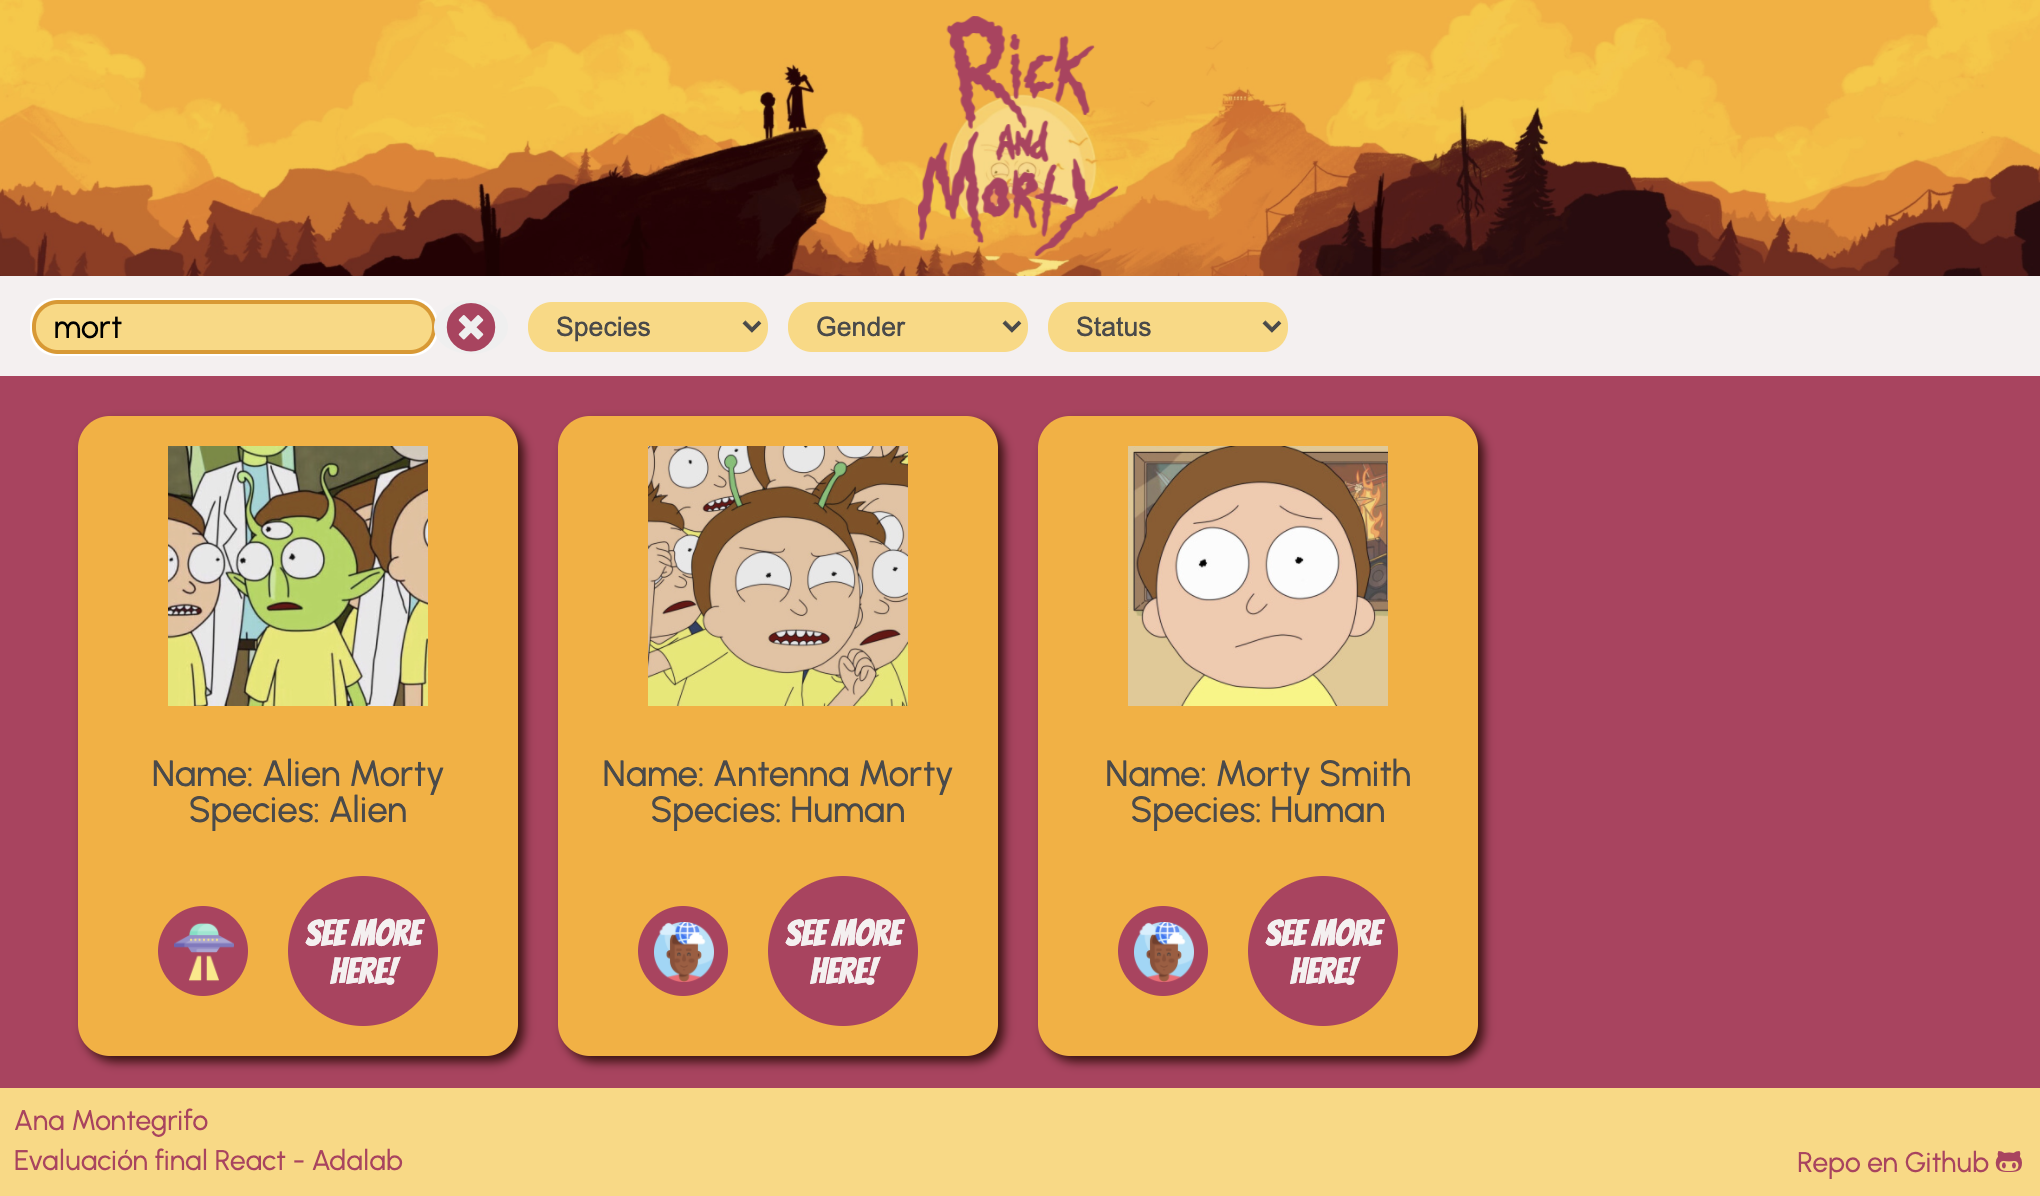 Rick
AND
Morty
mort
Species
Gender
Status
Name: Alien Morty
Species: Alien
SEE MORE
HERE!
Name: Antenna Morty
Species: Human
SEE MORE
HERE!
Name: Morty Smith
Species: Human
SEE MORE
HERE!
Ana Montegrifo
Evaluación final React - Adalab
Repo en Github